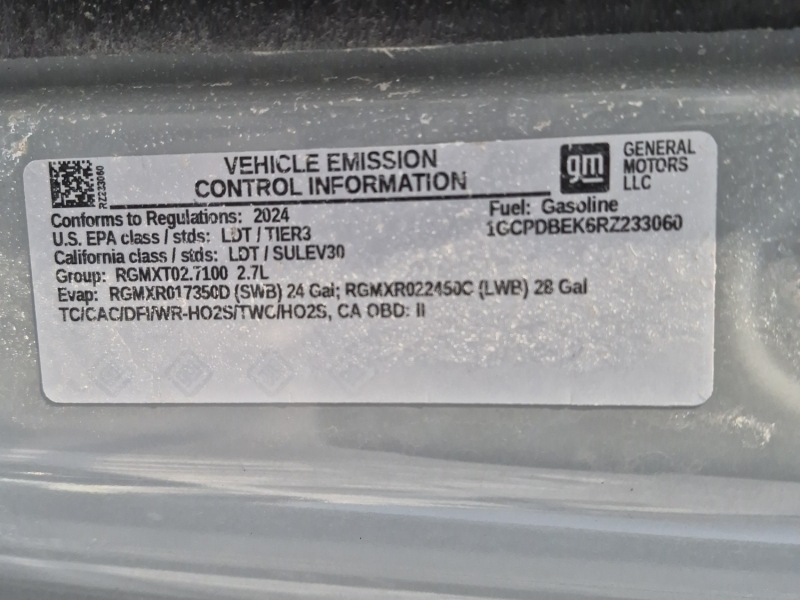 VEHICLE EMISSION
CONTROL INFORMATION
gm
GENERAL
MOTORS
LLC
RZ233060
Conforms to Regulations: 2024
Fuel: Gasoline
U.S. EPA class / stds: LDT / TIER3
1GCPDBEK6RZ233060
California class / stds: LDT / SULEV30
Group: RGMXT02.7100 2.7L
Evap: RGMXR017350D (SWB) 24 Gal; RGMXR022450C (LWB) 28 Gal
TC/CAC/DFI/WR-HO2S/TWC/HO2S, CA OBD: II